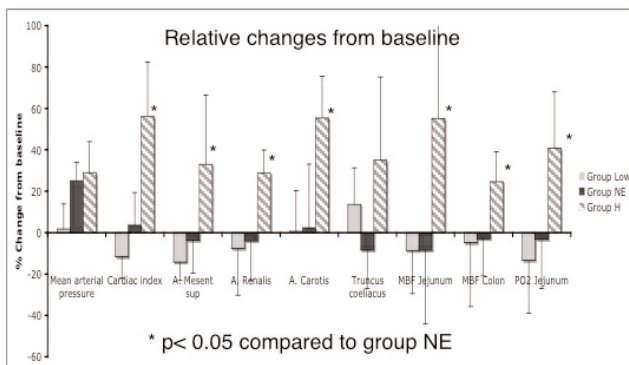 Relative changes from baseline
100
80
60
40
20
0
-20
-40
-60
% Change from baseline
* * * * * * *
Mean arterial pressure
Cardiac index
A. Mesent sup
A. Renalis
A. Carotis
Truncus coeliacus
MBF Jejunum
MBF Colon
PO2 Jejunum
Group Low
Group NE
Group H
* p< 0.05 compared to group NE